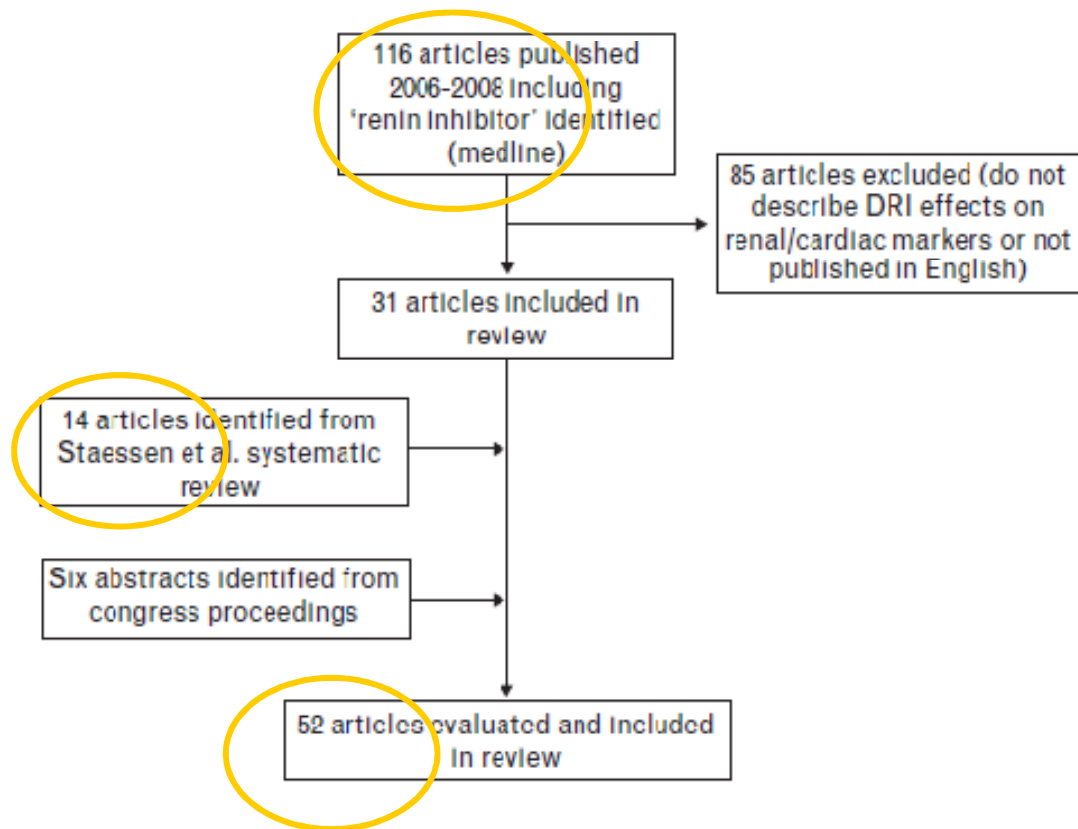 116 articles published
2006-2008 including
‘renin inhibitor’ identified
(medline)
85 articles excluded (do not
describe DRI effects on
renal/cardiac markers or not
published in English)
31 articles included in
review
14 articles identified from
Staessen et al. systematic
review
Six abstracts identified from
congress proceedings
52 articles evaluated and included
in review